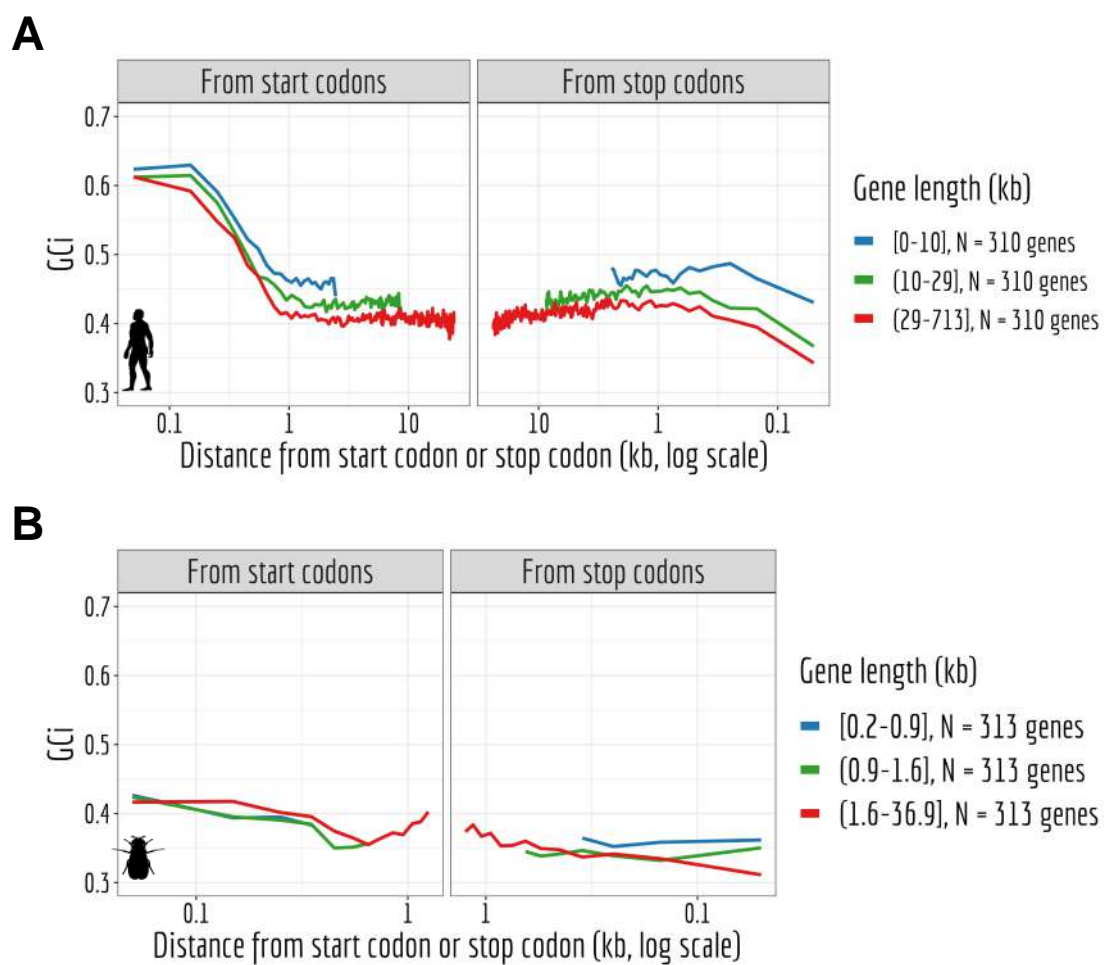 A
From start codons
From stop codons
0.7
0.6
0.5
0.4
0.3
GCi
0.1
1
10
10
1
0.1
Distance from start codon or stop codon (kb, log scale)
Gene length (kb)
[0-10], N = 310 genes
(10-29], N = 310 genes
(29-713], N = 310 genes
B
From start codons
From stop codons
0.7
0.6
0.5
0.4
0.3
GCi
0.1
1
1
0.1
Distance from start codon or stop codon (kb, log scale)
Gene length (kb)
[0.2-0.9], N = 313 genes
(0.9-1.6], N = 313 genes
(1.6-36.9], N = 313 genes